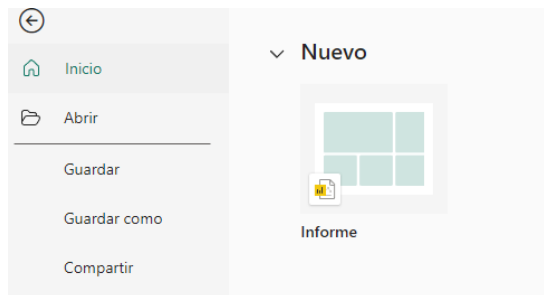 Inicio
Abrir
Guardar
Guardar como
Compartir
Nuevo
Informe